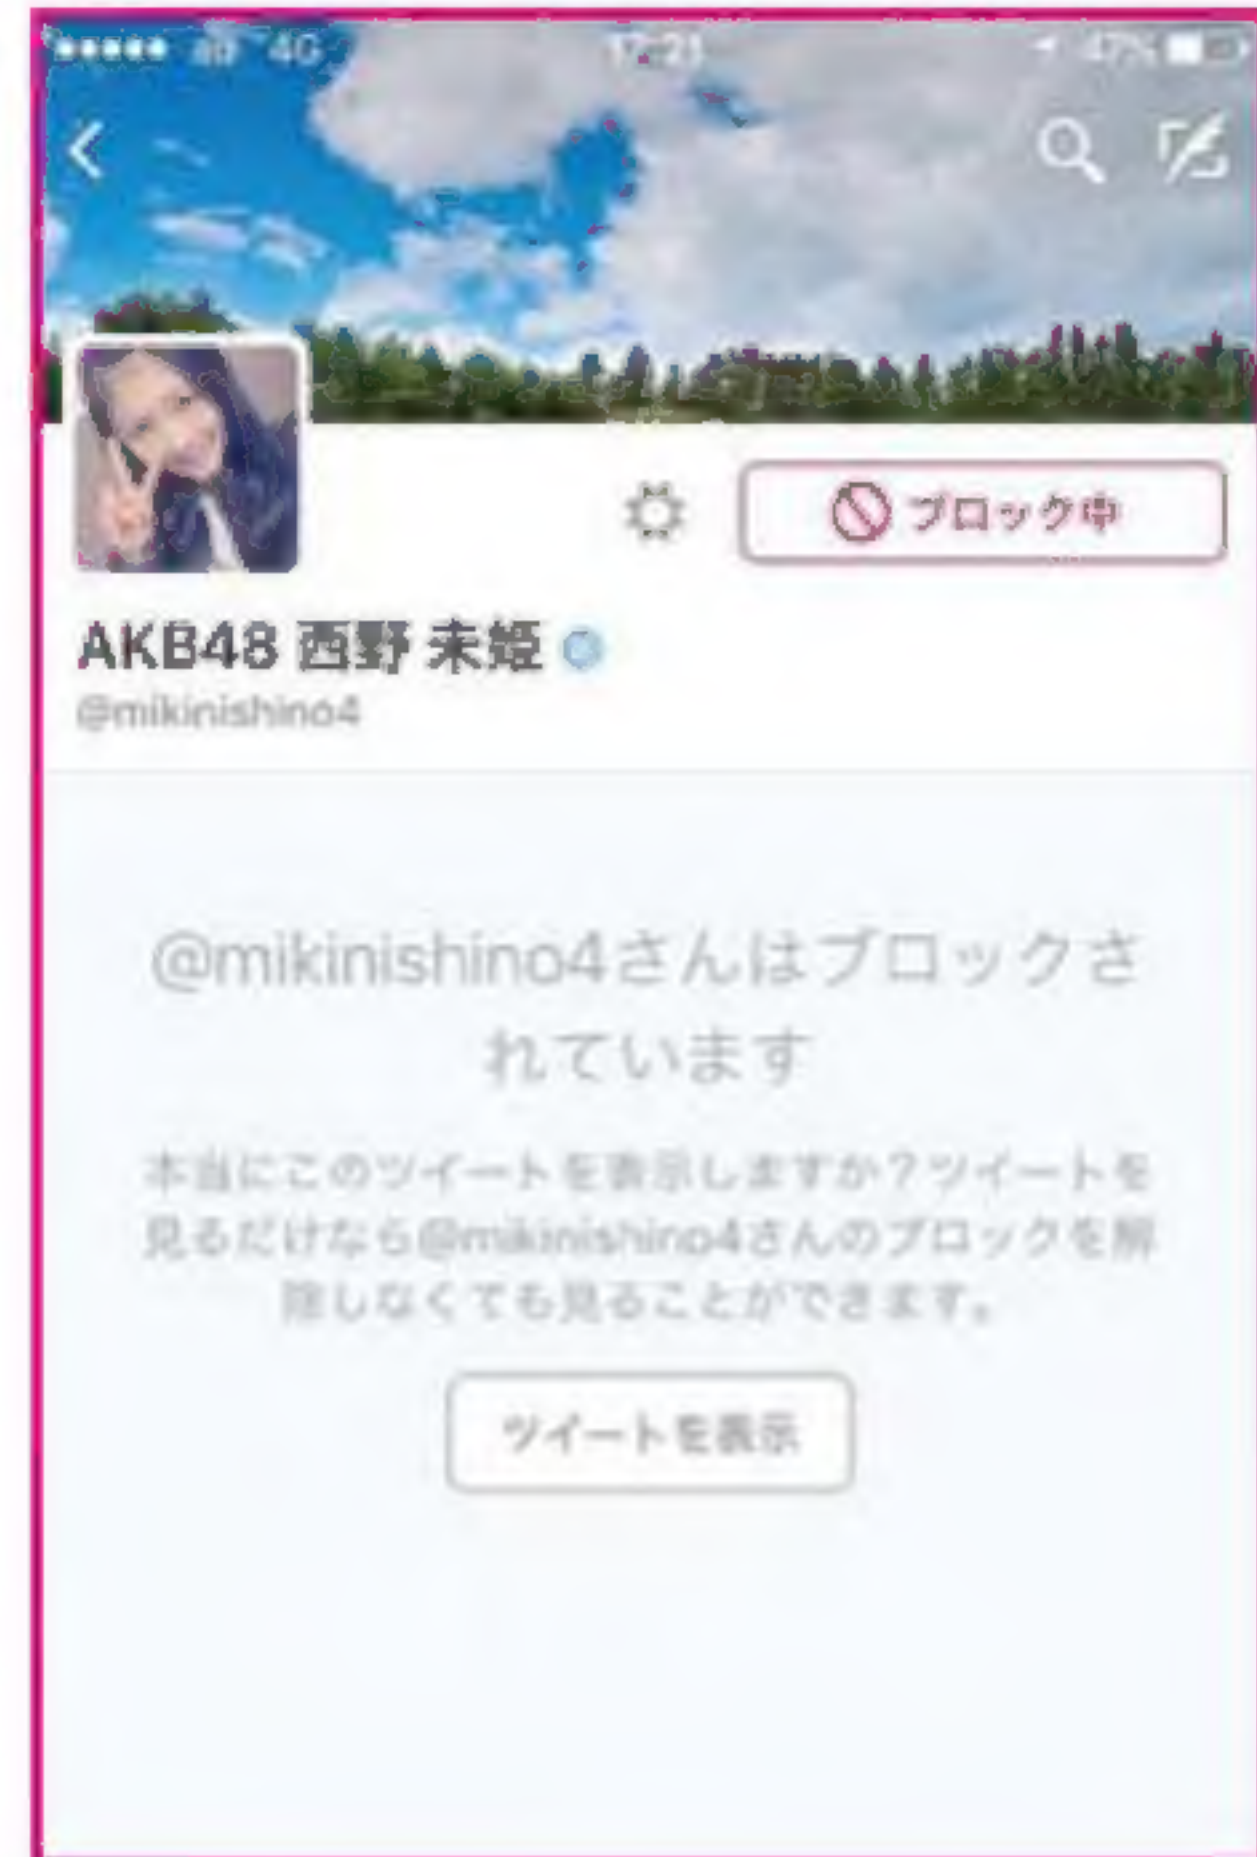 au 4G 17:21 47%
ブロック中
AKB48 西野 未姫
@mikinishino4
@mikinishino4さんはブロックさ
れています
本当にこのツイートを表示しますか？ツイートを
見るだけなら@mikinishino4さんのブロックを解
除しなくても見ることができます。
ツイートを表示